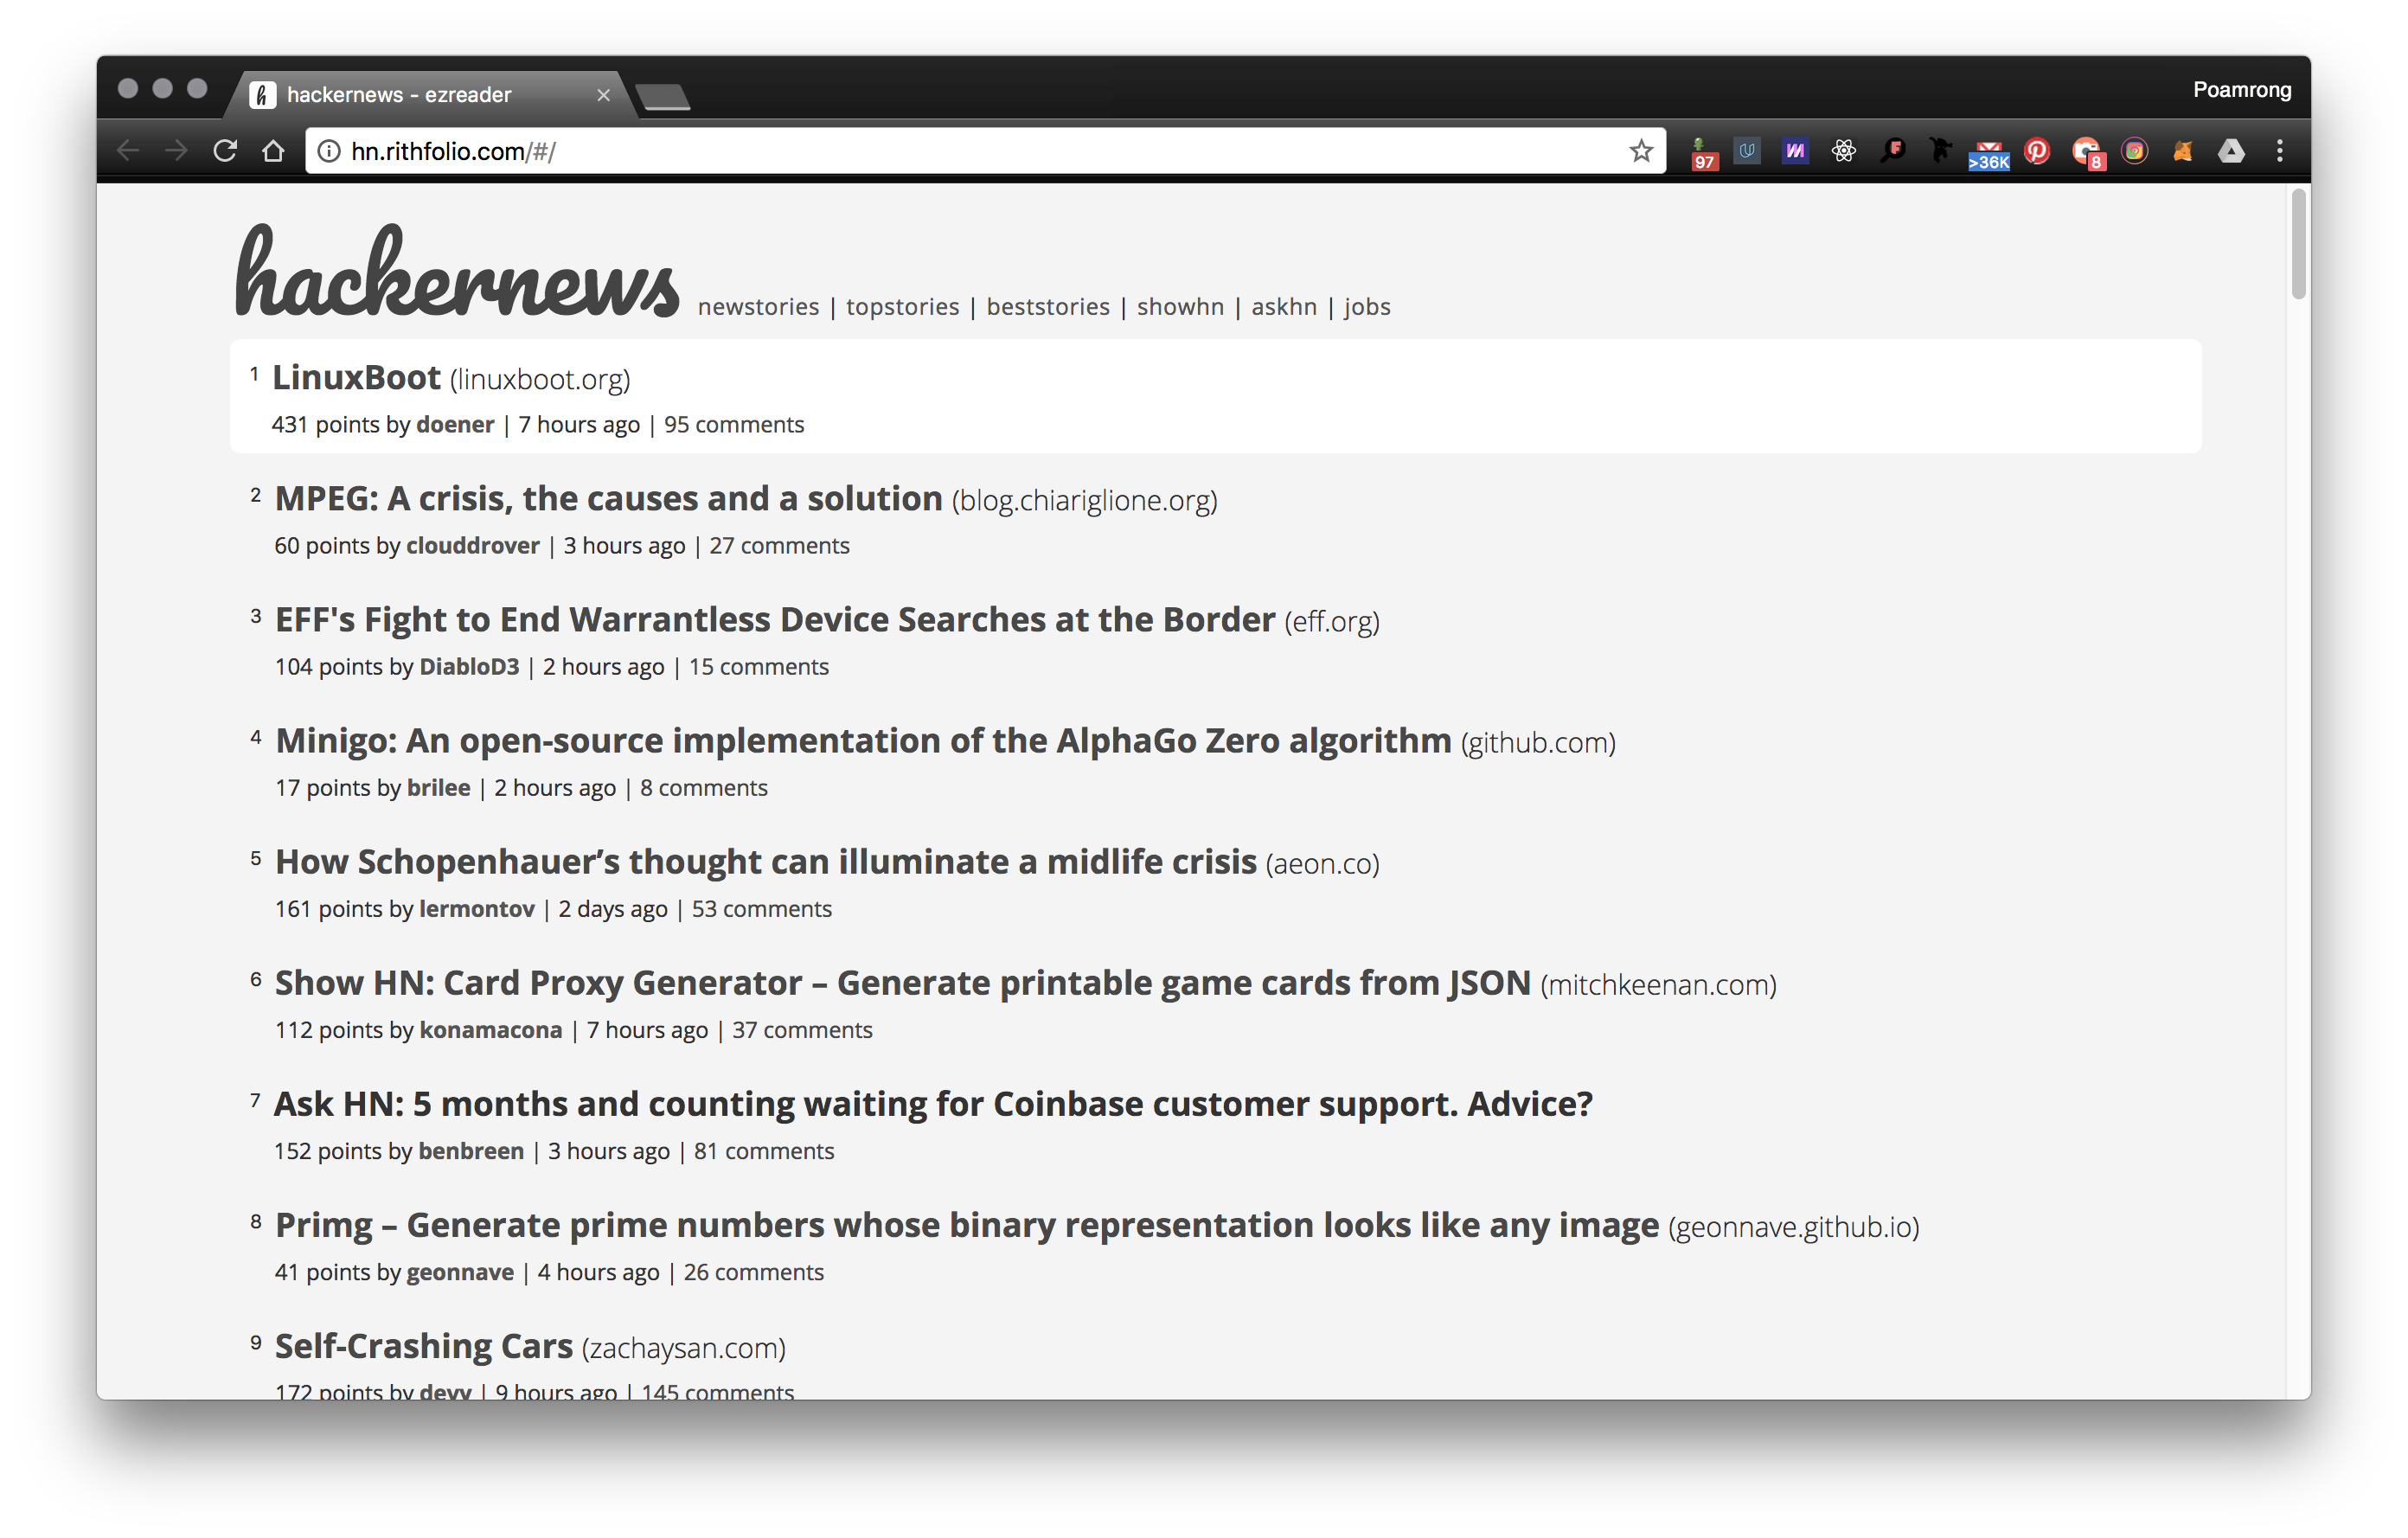 hackernews - ezreader
Poamrong
hn.rithfolio.com/#/
97
>36K
8
hackernews newstories | topstories | beststories | showhn | askhn | jobs
1 LinuxBoot (linuxboot.org)
431 points by doener | 7 hours ago | 95 comments
2 MPEG: A crisis, the causes and a solution (blog.chiariglione.org)
60 points by clouddrover | 3 hours ago | 27 comments
3 EFF's Fight to End Warrantless Device Searches at the Border (eff.org)
104 points by DiabloD3 | 2 hours ago | 15 comments
4 Minigo: An open-source implementation of the AlphaGo Zero algorithm (github.com)
17 points by brilee | 2 hours ago | 8 comments
5 How Schopenhauer’s thought can illuminate a midlife crisis (aeon.co)
161 points by lermontov | 2 days ago | 53 comments
6 Show HN: Card Proxy Generator – Generate printable game cards from JSON (mitchkeenan.com)
112 points by konamacona | 7 hours ago | 37 comments
7 Ask HN: 5 months and counting waiting for Coinbase customer support. Advice?
152 points by benbreen | 3 hours ago | 81 comments
8 Primg – Generate prime numbers whose binary representation looks like any image (geonnave.github.io)
41 points by geonnave | 4 hours ago | 26 comments
9 Self-Crashing Cars (zachaysan.com)
172 points by devy | 9 hours ago | 145 comments